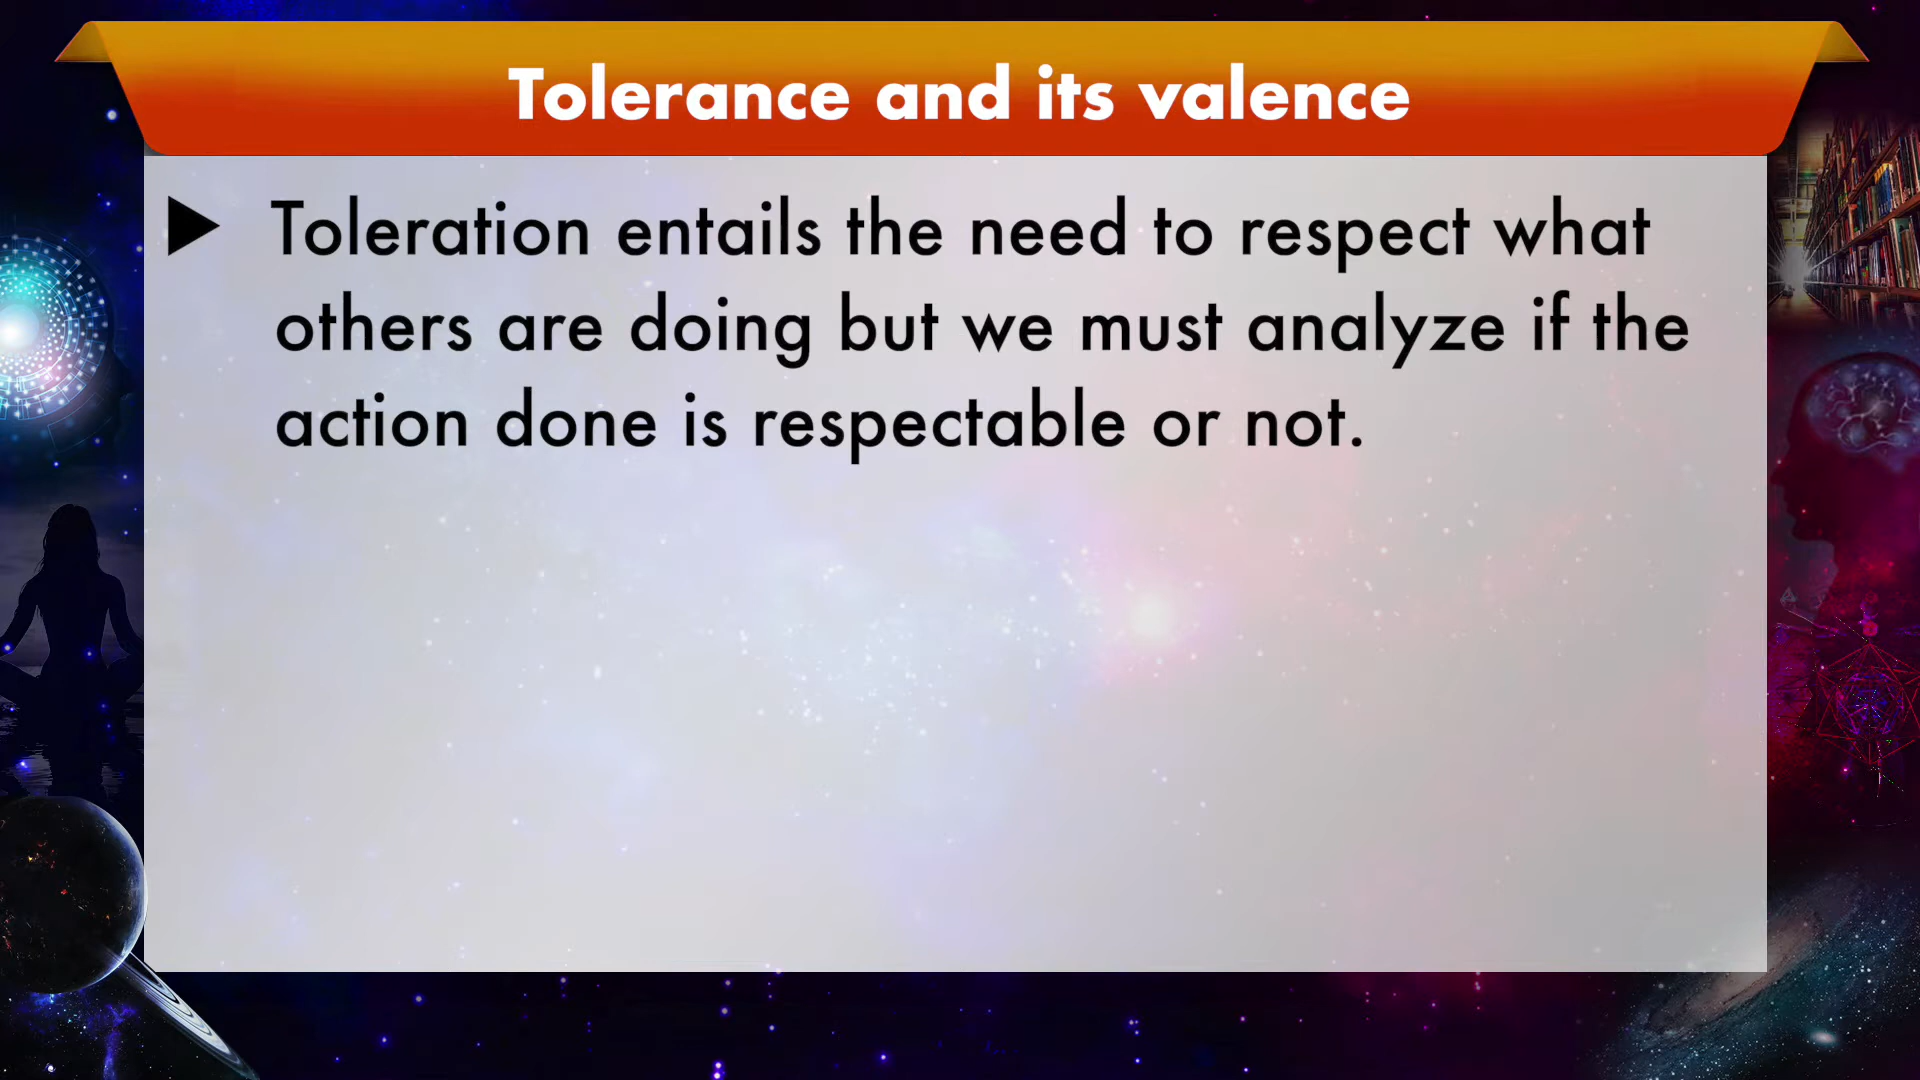 Tolerance and its valence
Toleration entails the need to respect what
others are doing but we must analyze if the
action done is respectable or not.